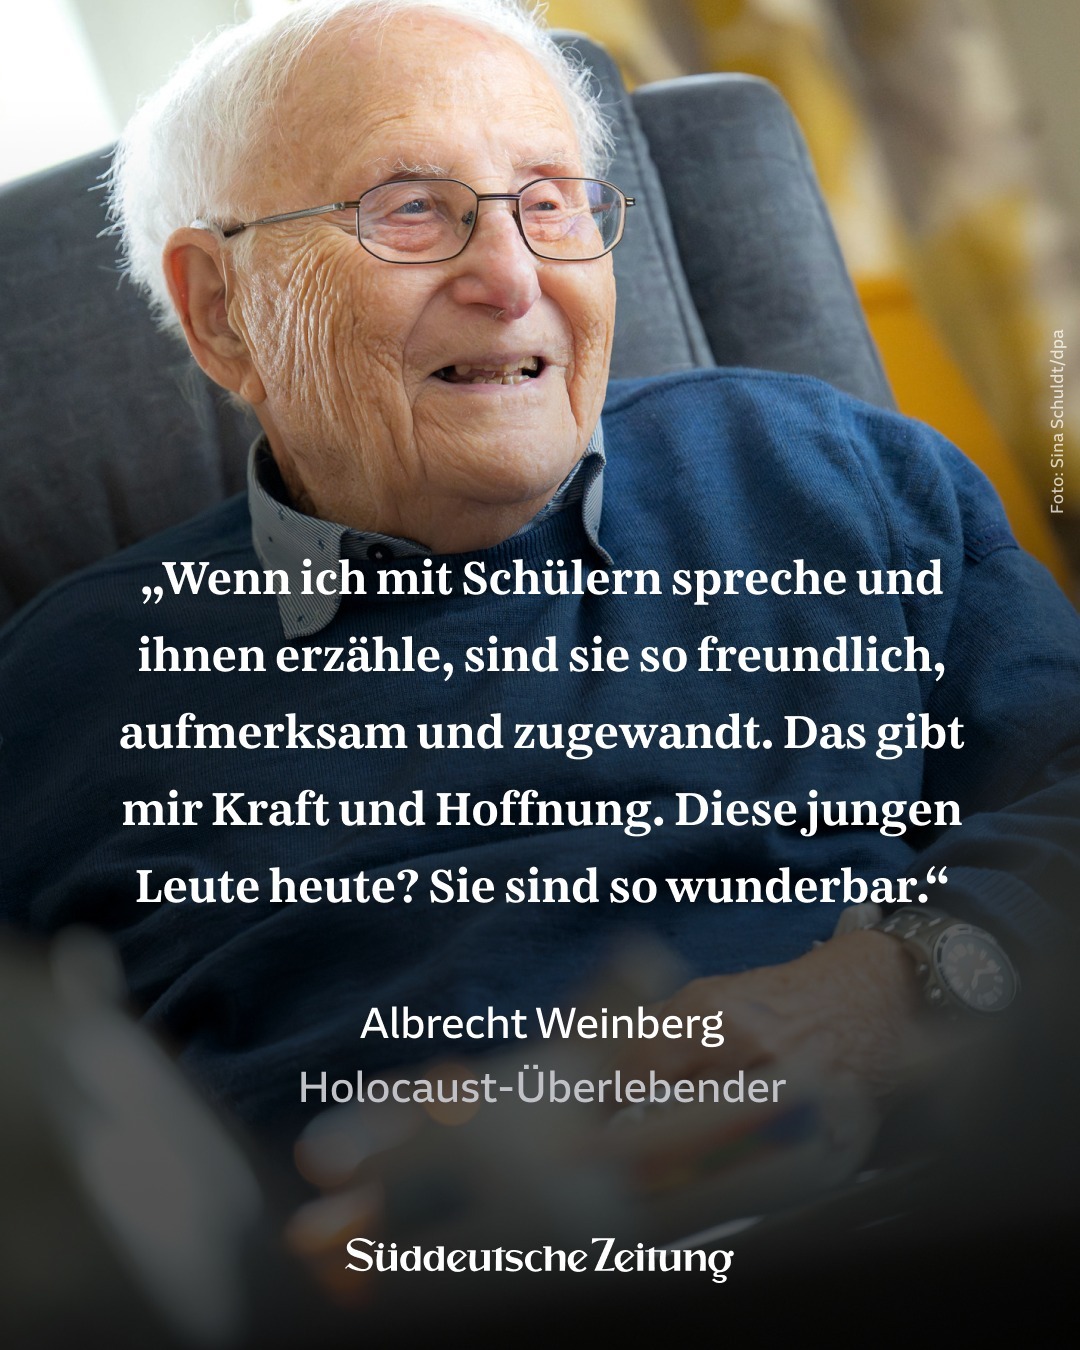 „Wenn ich mit Schülern spreche und
ihnen erzähle, sind sie so freundlich,
aufmerksam und zugewandt. Das gibt
mir Kraft und Hoffnung. Diese jungen
Leute heute? Sie sind so wunderbar.“
Albrecht Weinberg
Holocaust-Überlebender
Süddeutsche Zeitung
Foto: Sina Schuldt/dpa